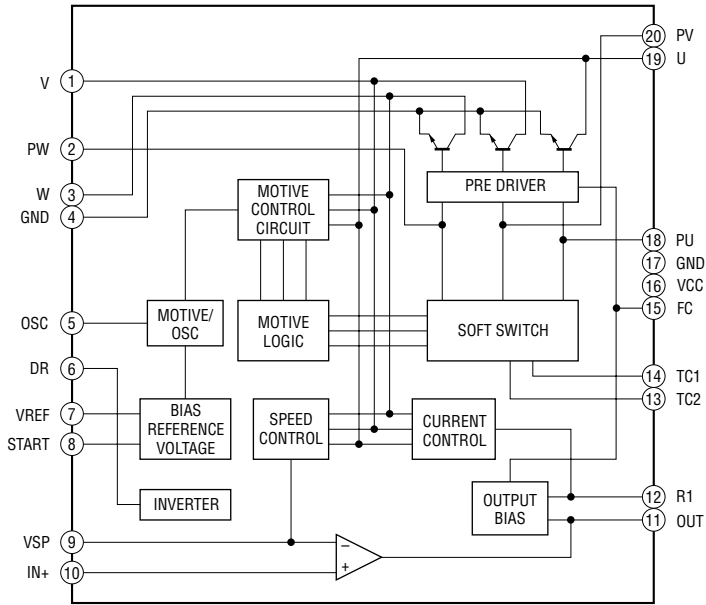 V 1
PW 2
W 3
GND 4
OSC 5
DR 6
VREF 7
START 8
VSP 9
IN+ 10
20 PV
19 U
18 PU
17 GND
16 VCC
15 FC
14 TC1
13 TC2
12 R1
11 OUT
PRE DRIVER
MOTIVE
CONTROL
CIRCUIT
MOTIVE/
OSC
MOTIVE
LOGIC
SOFT SWITCH
BIAS
REFERENCE
VOLTAGE
SPEED
CONTROL
CURRENT
CONTROL
INVERTER
OUTPUT
BIAS
–
+